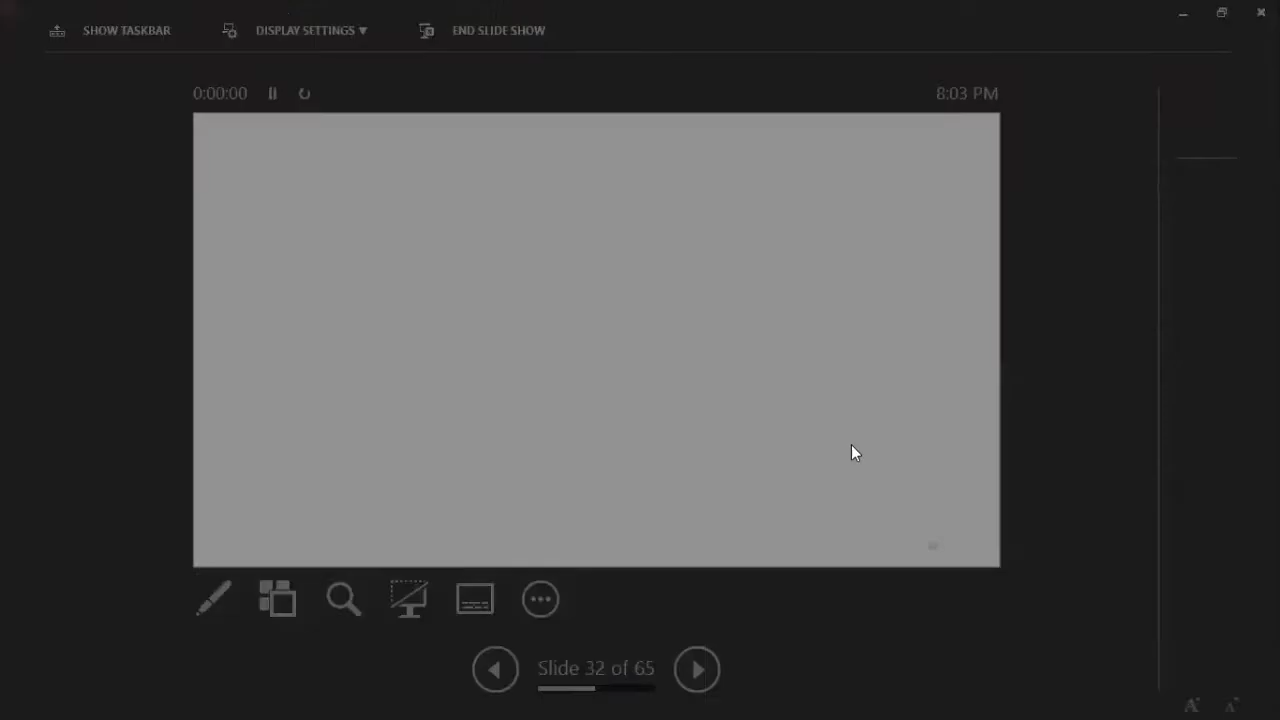 SHOW TASKBAR DISPLAY SETTINGS ▼ END SLIDE SHOW
0:00:00 8:03 PM
Slide 32 of 65
A A